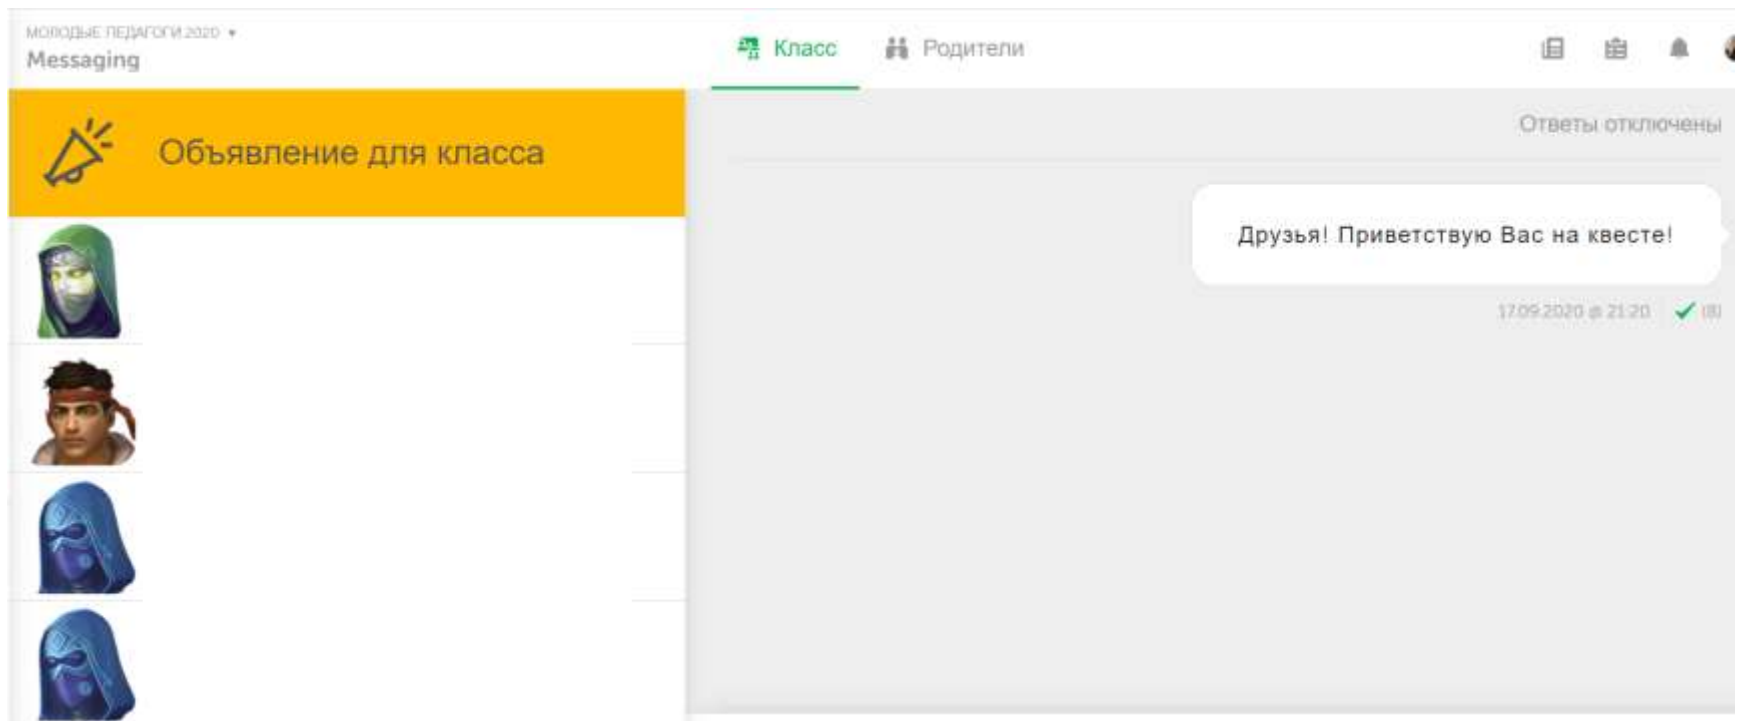 МОЛОДЫЕ ПЕДАГОГИ 2020
Messaging
Класс
Родители
Объявление для класса
Ответы отключены
Друзья! Приветствую Вас на квесте!
17.09.2020 @ 21:20
(8)